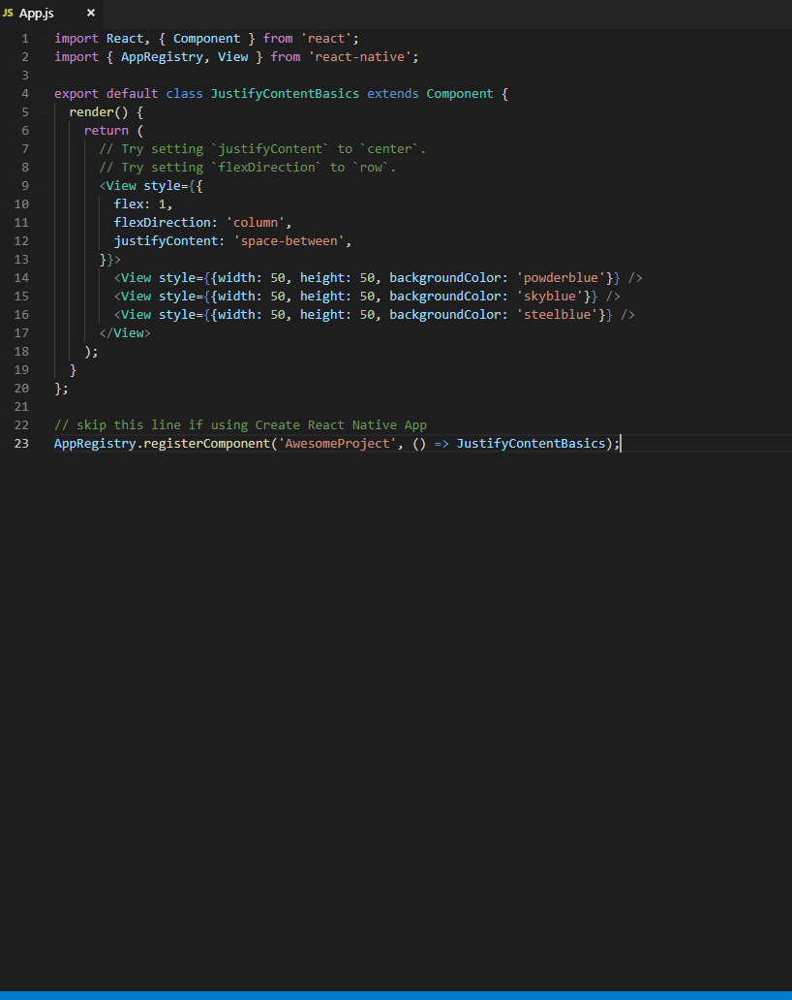 JS App.js ×
1 import React, { Component } from 'react';
2 import { AppRegistry, View } from 'react-native';
3
4 export default class JustifyContentBasics extends Component {
5   render() {
6     return (
7       // Try setting `justifyContent` to `center`.
8       // Try setting `flexDirection` to `row`.
9       <View style={{
10         flex: 1,
11         flexDirection: 'column',
12         justifyContent: 'space-between',
13       }}>
14         <View style={{width: 50, height: 50, backgroundColor: 'powderblue'}} />
15         <View style={{width: 50, height: 50, backgroundColor: 'skyblue'}} />
16         <View style={{width: 50, height: 50, backgroundColor: 'steelblue'}} />
17       </View>
18     );
19   }
20 };
21
22 // skip this line if using Create React Native App
23 AppRegistry.registerComponent('AwesomeProject', () => JustifyContentBasics);